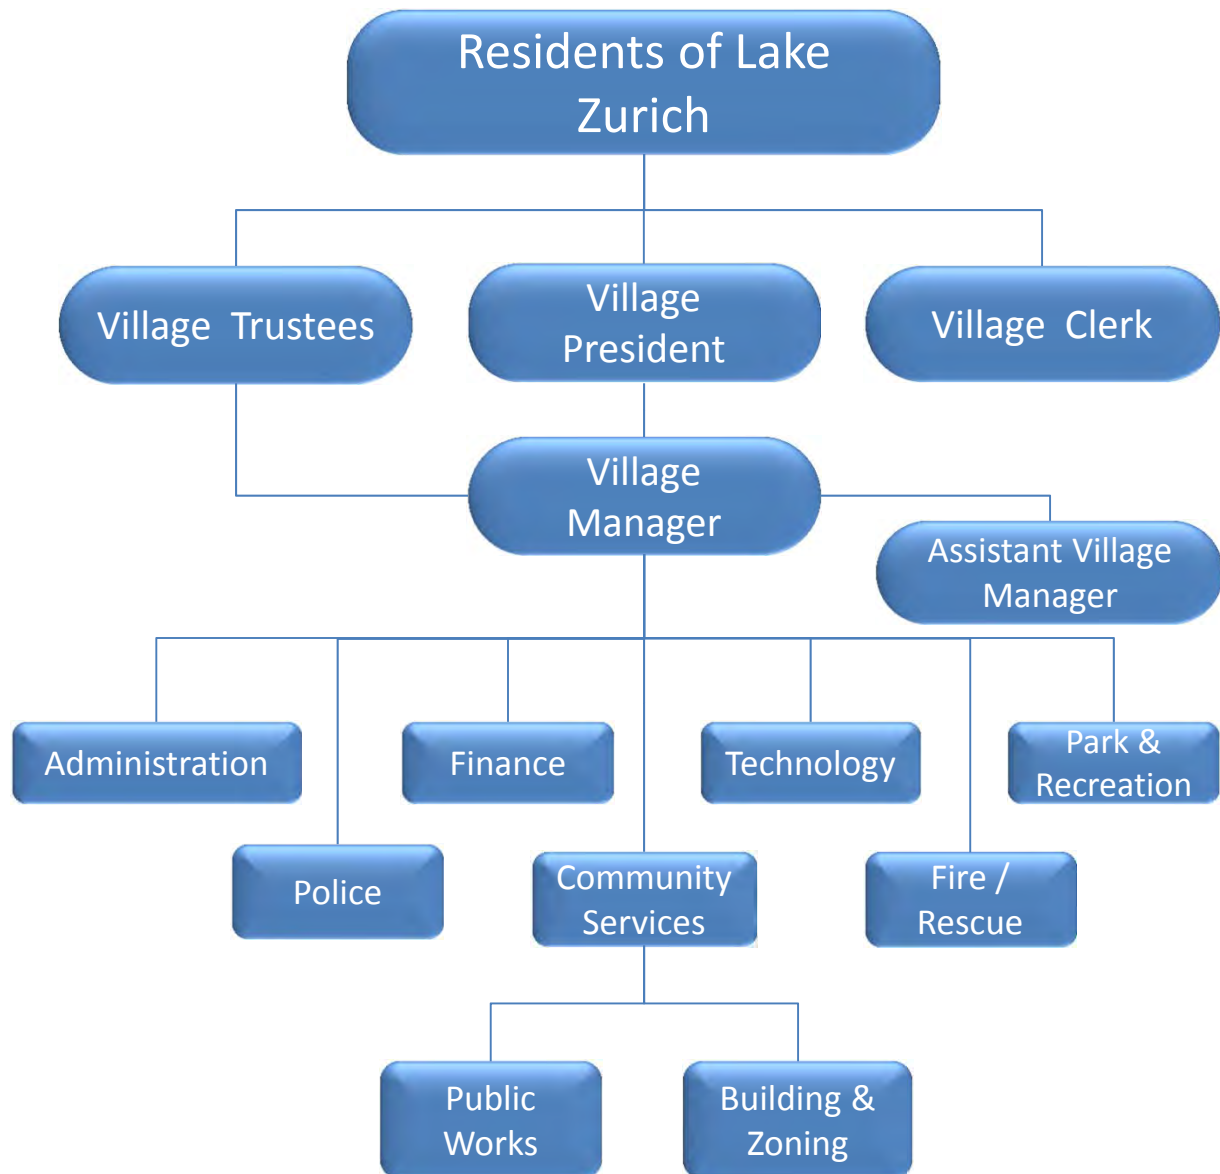 Residents of Lake
Zurich
Village Trustees
Village
President
Village Clerk
Village
Manager
Assistant Village
Manager
Administration
Finance
Technology
Park &
Recreation
Police
Community
Services
Fire /
Rescue
Public
Works
Building &
Zoning